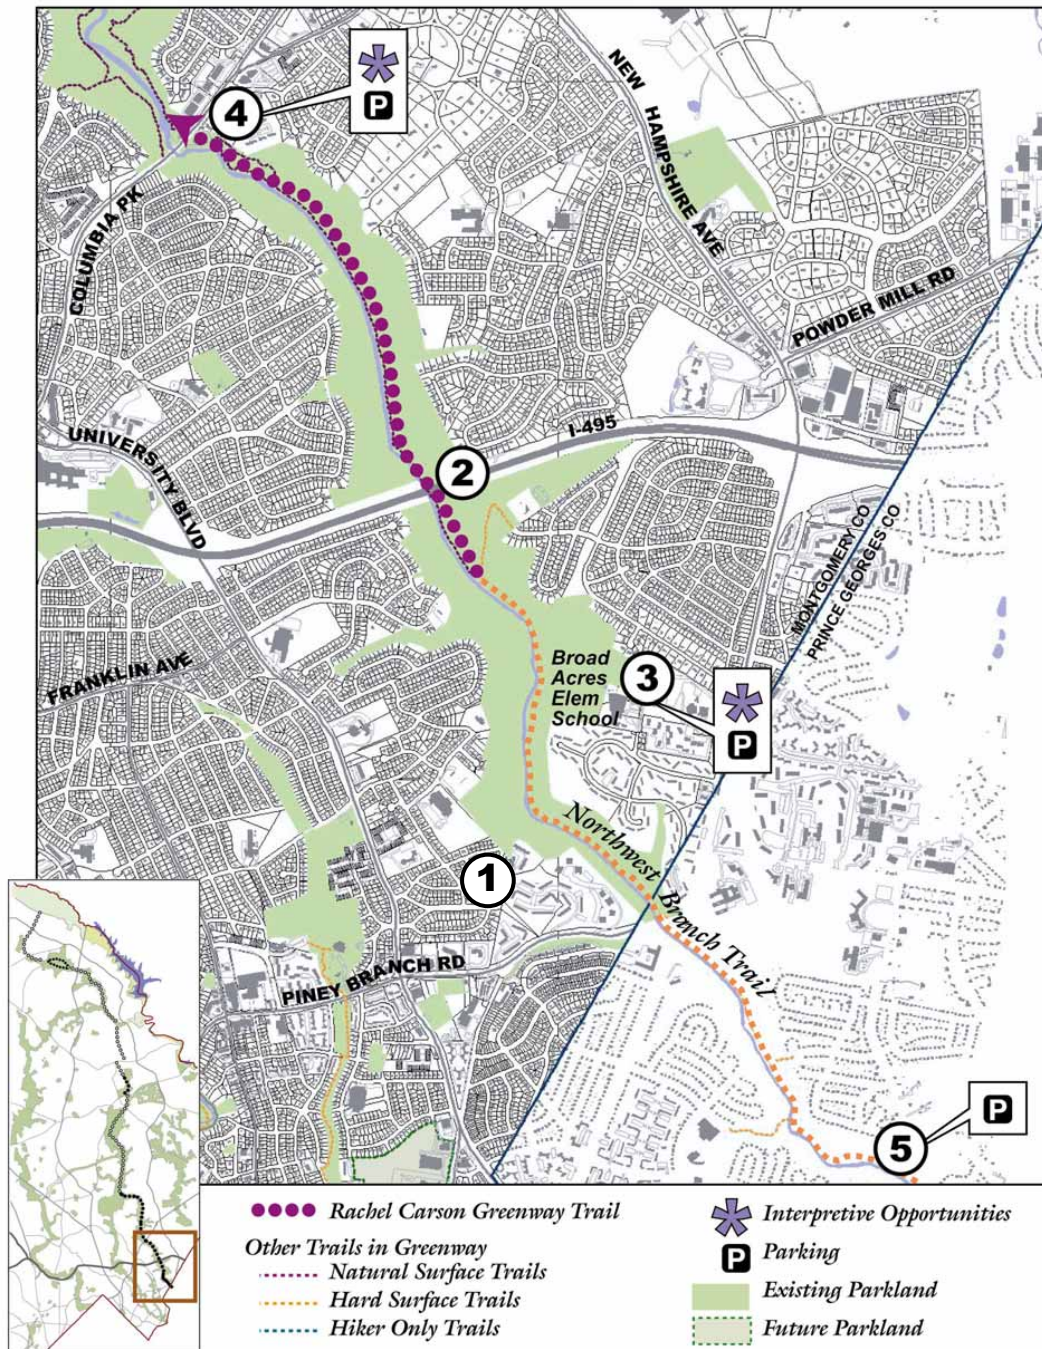 4
P
NEW HAMPSHIRE AVE
COLUMBIA PK
POWDER MILL RD
I-495
UNIVERSITY BLVD
2
MONTGOMERY CO
PRINCE GEORGES CO
FRANKLIN AVE
Broad
Acres
Elem
School
3
P
Northwest Branch Trail
1
PINEY BRANCH RD
P
5
Rachel Carson Greenway Trail
Other Trails in Greenway
Natural Surface Trails
Hard Surface Trails
Hiker Only Trails
Interpretive Opportunities
P
Parking
Existing Parkland
Future Parkland